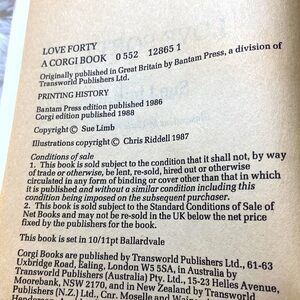 LOVE FORTY
A CORGI BOOK 0 552 12865 1
Originally published in Great Britain by Bantam Press, a division of
Transworld Publishers Ltd.
PRINTING HISTORY
Bantam Press edition published 1986
Corgi edition published 1988
Copyright © Sue Limb
Illustrations copyright © Chris Riddell 1987
Conditions of sale
1. This book is sold subject to the condition that it shall not, by way
of trade or otherwise, be lent, re-sold, hired out or otherwise
circulated in any form of binding or cover other than that in which
it is published and without a similar condition including this
condition being imposed on the subsequent purchaser.
2. This book is sold subject to the Standard Conditions of Sale of
Net Books and may not be re-sold in the UK below the net price
fixed by the publishers for the book.
This book is set in 10/11pt Ballardvale
Corgi Books are published by Transworld Publishers Ltd., 61-63
Uxbridge Road, Ealing, London W5 5SA, in Australia by
Transworld Publishers (Australia) Pty. Ltd., 15-23 Helles Avenue,
Moorebank, NSW 2170, and in New Zealand by Transworld
Publishers (N.Z.) Ltd., Cnr. Moselle and